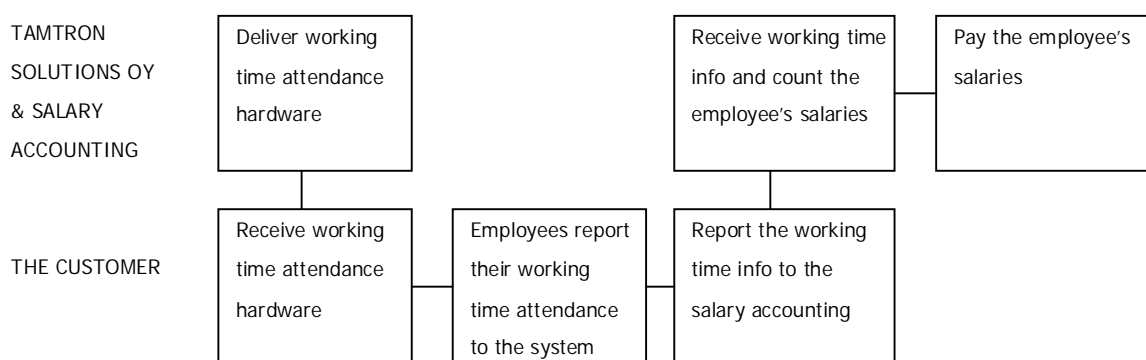 TAMTRON
SOLUTIONS OY
& SALARY
ACCOUNTING
Deliver working
time attendance
hardware
Receive working time
info and count the
employee's salaries
Pay the employee's
salaries
THE CUSTOMER
Receive working
time attendance
hardware
Employees report
their working
time attendance
to the system
Report the working
time info to the
salary accounting